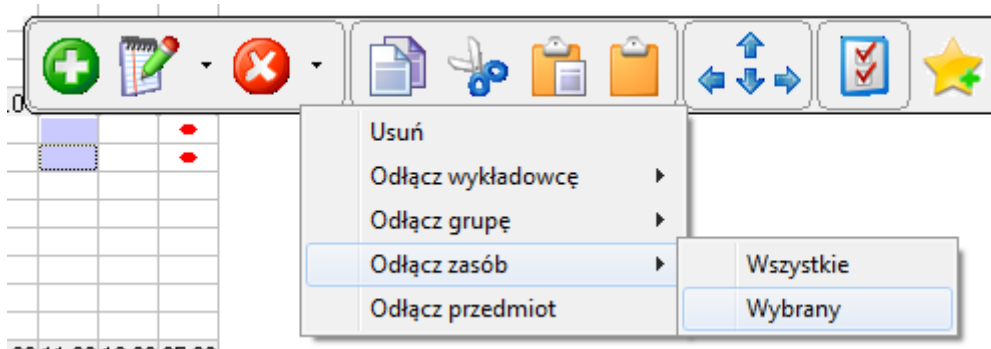 Usuń
Odłącz wykładowcę
Odłącz grupę
Odłącz zasób
Wszystkie
Odłącz przedmiot
Wybrany